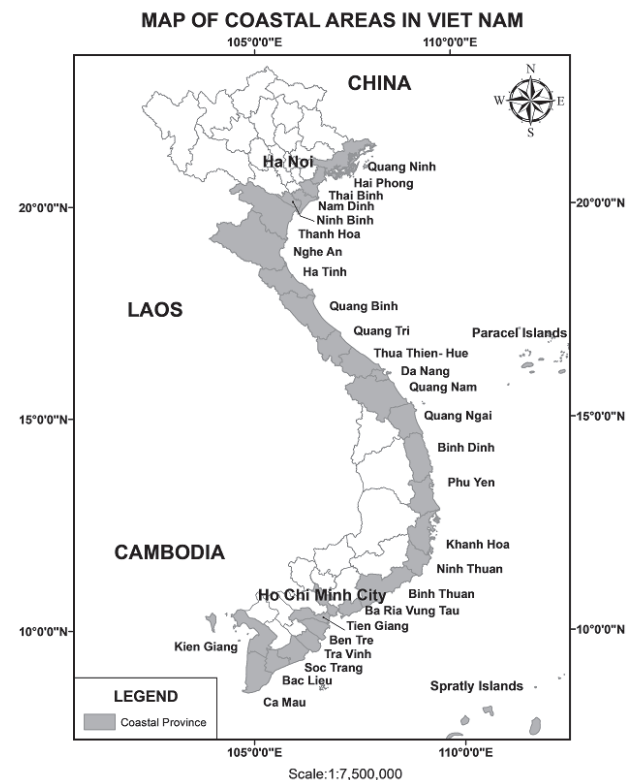 MAP OF COASTAL AREAS IN VIET NAM
105°0'0"E
110°0'0"E
CHINA
N
W
E
S
Ha Noi
Quang Ninh
Hai Phong
Thai Binh
Nam Dinh
Ninh Binh
20°0'0"N
20°0'0"N
Thanh Hoa
Nghe An
Ha Tinh
LAOS
Quang Binh
Quang Tri
Paracel Islands
Thua Thien- Hue
Da Nang
Quang Nam
15°0'0"N
15°0'0"N
Quang Ngai
Binh Dinh
Phu Yen
CAMBODIA
Khanh Hoa
Ninh Thuan
Ho Chi Minh City
Binh Thuan
Ba Ria Vung Tau
10°0'0"N
10°0'0"N
Tien Giang
Kien Giang
Ben Tre
Tra Vinh
Soc Trang
Bac Lieu
Spratly Islands
Ca Mau
LEGEND
Coastal Province
105°0'0"E
110°0'0"E
Scale:1:7,500,000